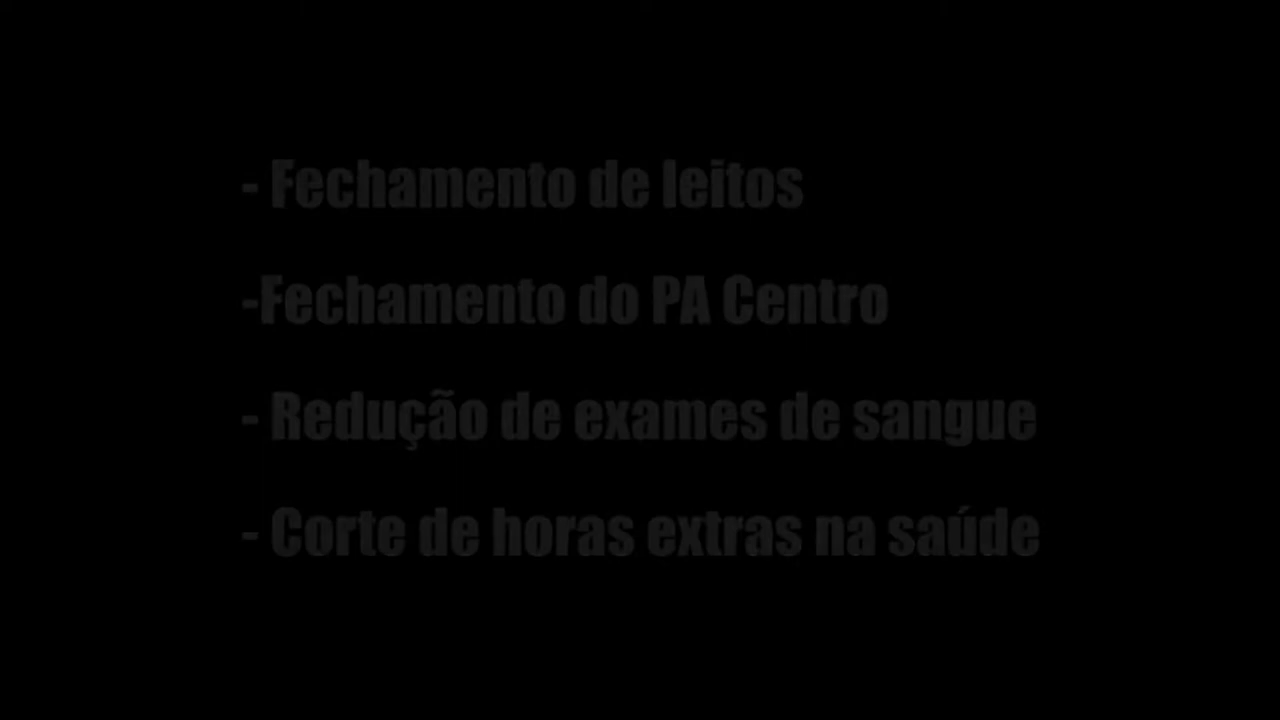 - Fechamento de leitos
-Fechamento do PA Centro
- Redução de exames de sangue
- Corte de horas extras na saúde